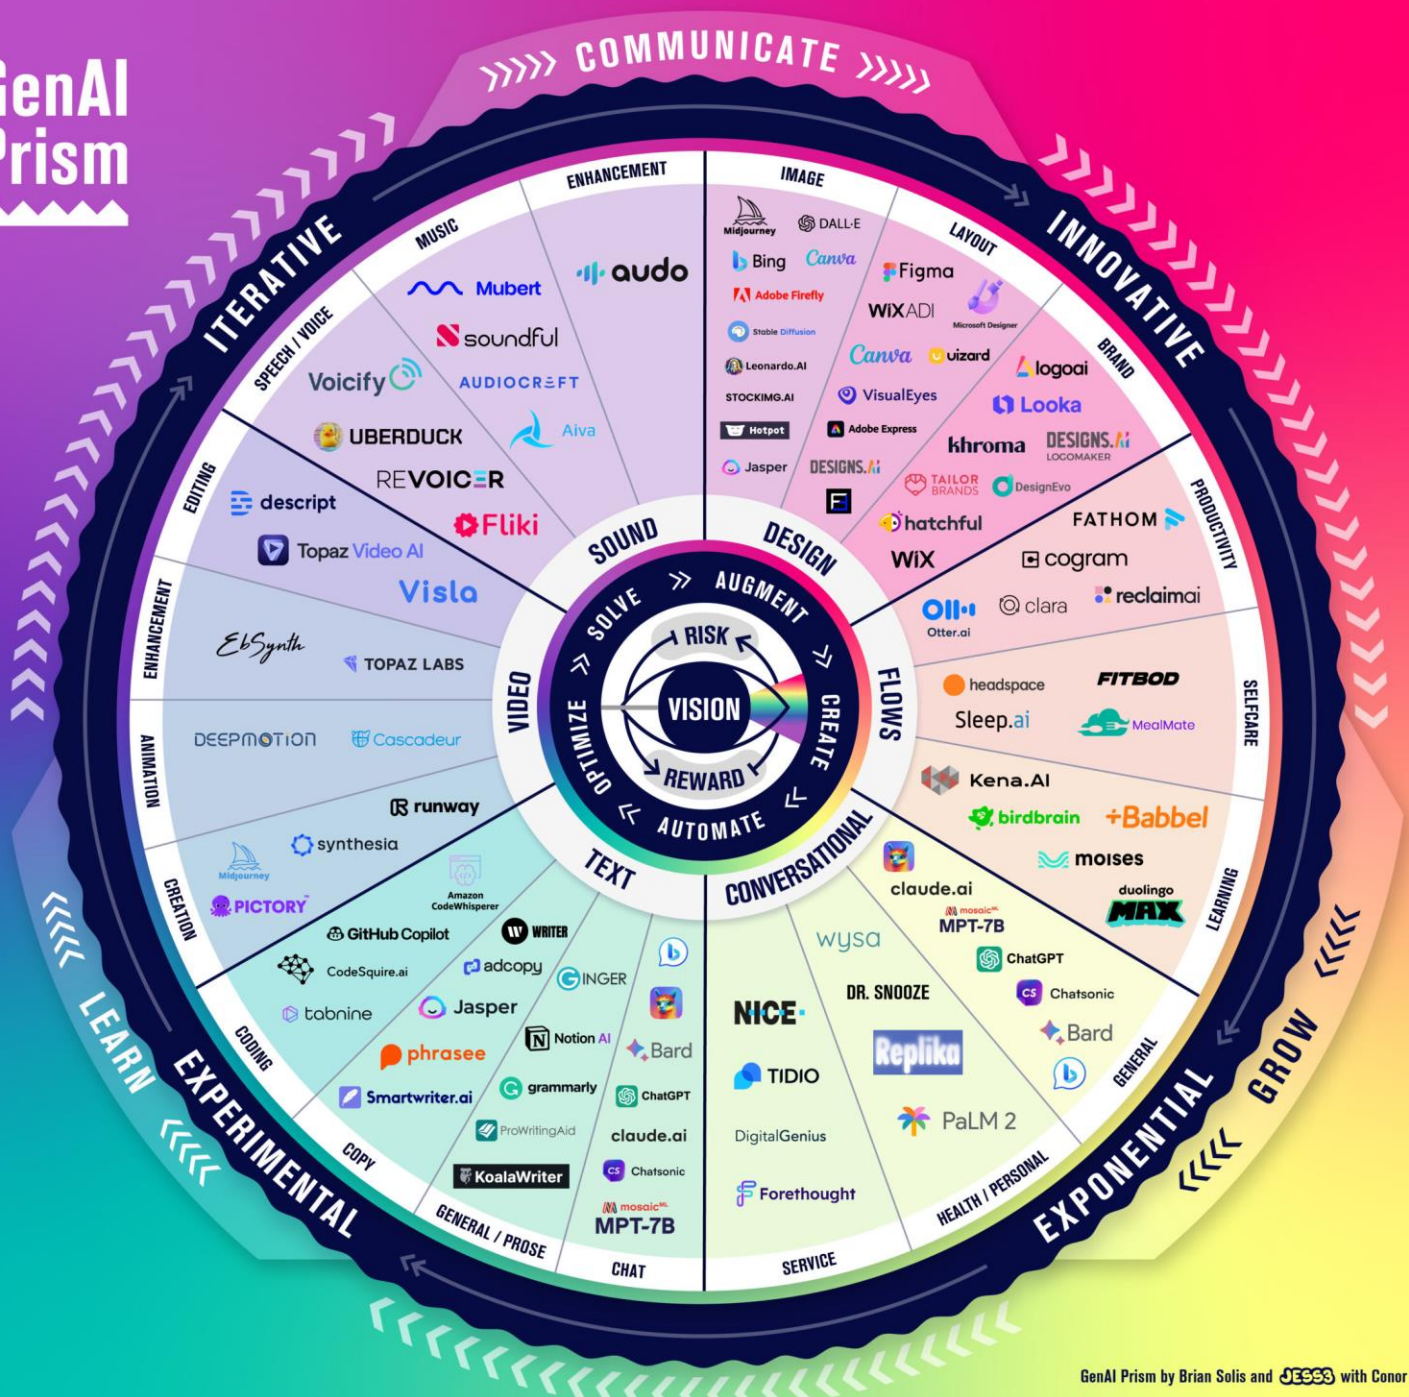 GenAI
Prism
COMMUNICATE
INNOVATIVE
GROW
EXPONENTIAL
EXPERIMENTAL
LEARN
ITERATIVE
SOUND
ENHANCEMENT
audo
MUSIC
Mubert
soundful
AUDIOCRAFT
Aiva
SPEECH / VOICE
Voicify
UBERDUCK
REVOICER
Fliki
DESIGN
IMAGE
Midjourney
DALL·E
Bing
Canva
Adobe Firefly
Stable Diffusion
Leonardo.AI
STOCKIMG.AI
Hotpot
Jasper
LAYOUT
Figma
WiX ADI
Microsoft Designer
Canva
uizard
VisualEyes
Adobe Express
DESIGNS.Ai
BRAND
logoai
Looka
khroma
DESIGNS.Ai
LOGOMAKER
TAILOR
BRANDS
DesignEvo
hatchful
WiX
FLOWS
PRODUCTIVITY
FATHOM
cogram
Otter.ai
clara
reclaimai
SELFCARE
headspace
FITBOD
Sleep.ai
MealMate
LEARNING
Kena.AI
birdbrain
+Babbel
moises
duolingo
MAX
CONVERSATIONAL
GENERAL
claude.ai
mosaicML
MPT-7B
ChatGPT
CS
Chatsonic
Bard
HEALTH / PERSONAL
wysa
DR. SNOOZE
Replika
PaLM 2
SERVICE
NICE
TIDIO
DigitalGenius
Forethought
TEXT
CHAT
Bard
ChatGPT
claude.ai
CS
Chatsonic
mosaicML
MPT-7B
GENERAL / PROSE
GINGER
Notion AI
grammarly
ProWritingAid
KoalaWriter
COPY
WRITER
adcopy
Jasper
phrasee
Smartwriter.ai
CODING
Amazon
CodeWhisperer
GitHub Copilot
CodeSquire.ai
tabnine
VIDEO
CREATION
runway
synthesia
Midjourney
PICTORY
ANIMATION
DEEPMOTION
Cascadeur
ENHANCEMENT
EbSynth
TOPAZ LABS
EDITING
descript
Topaz Video AI
Visla
SOLVE
AUGMENT
CREATE
AUTOMATE
OPTIMIZE
RISK
VISION
REWARD
GenAI Prism by Brian Solis and JESS3 with Conor